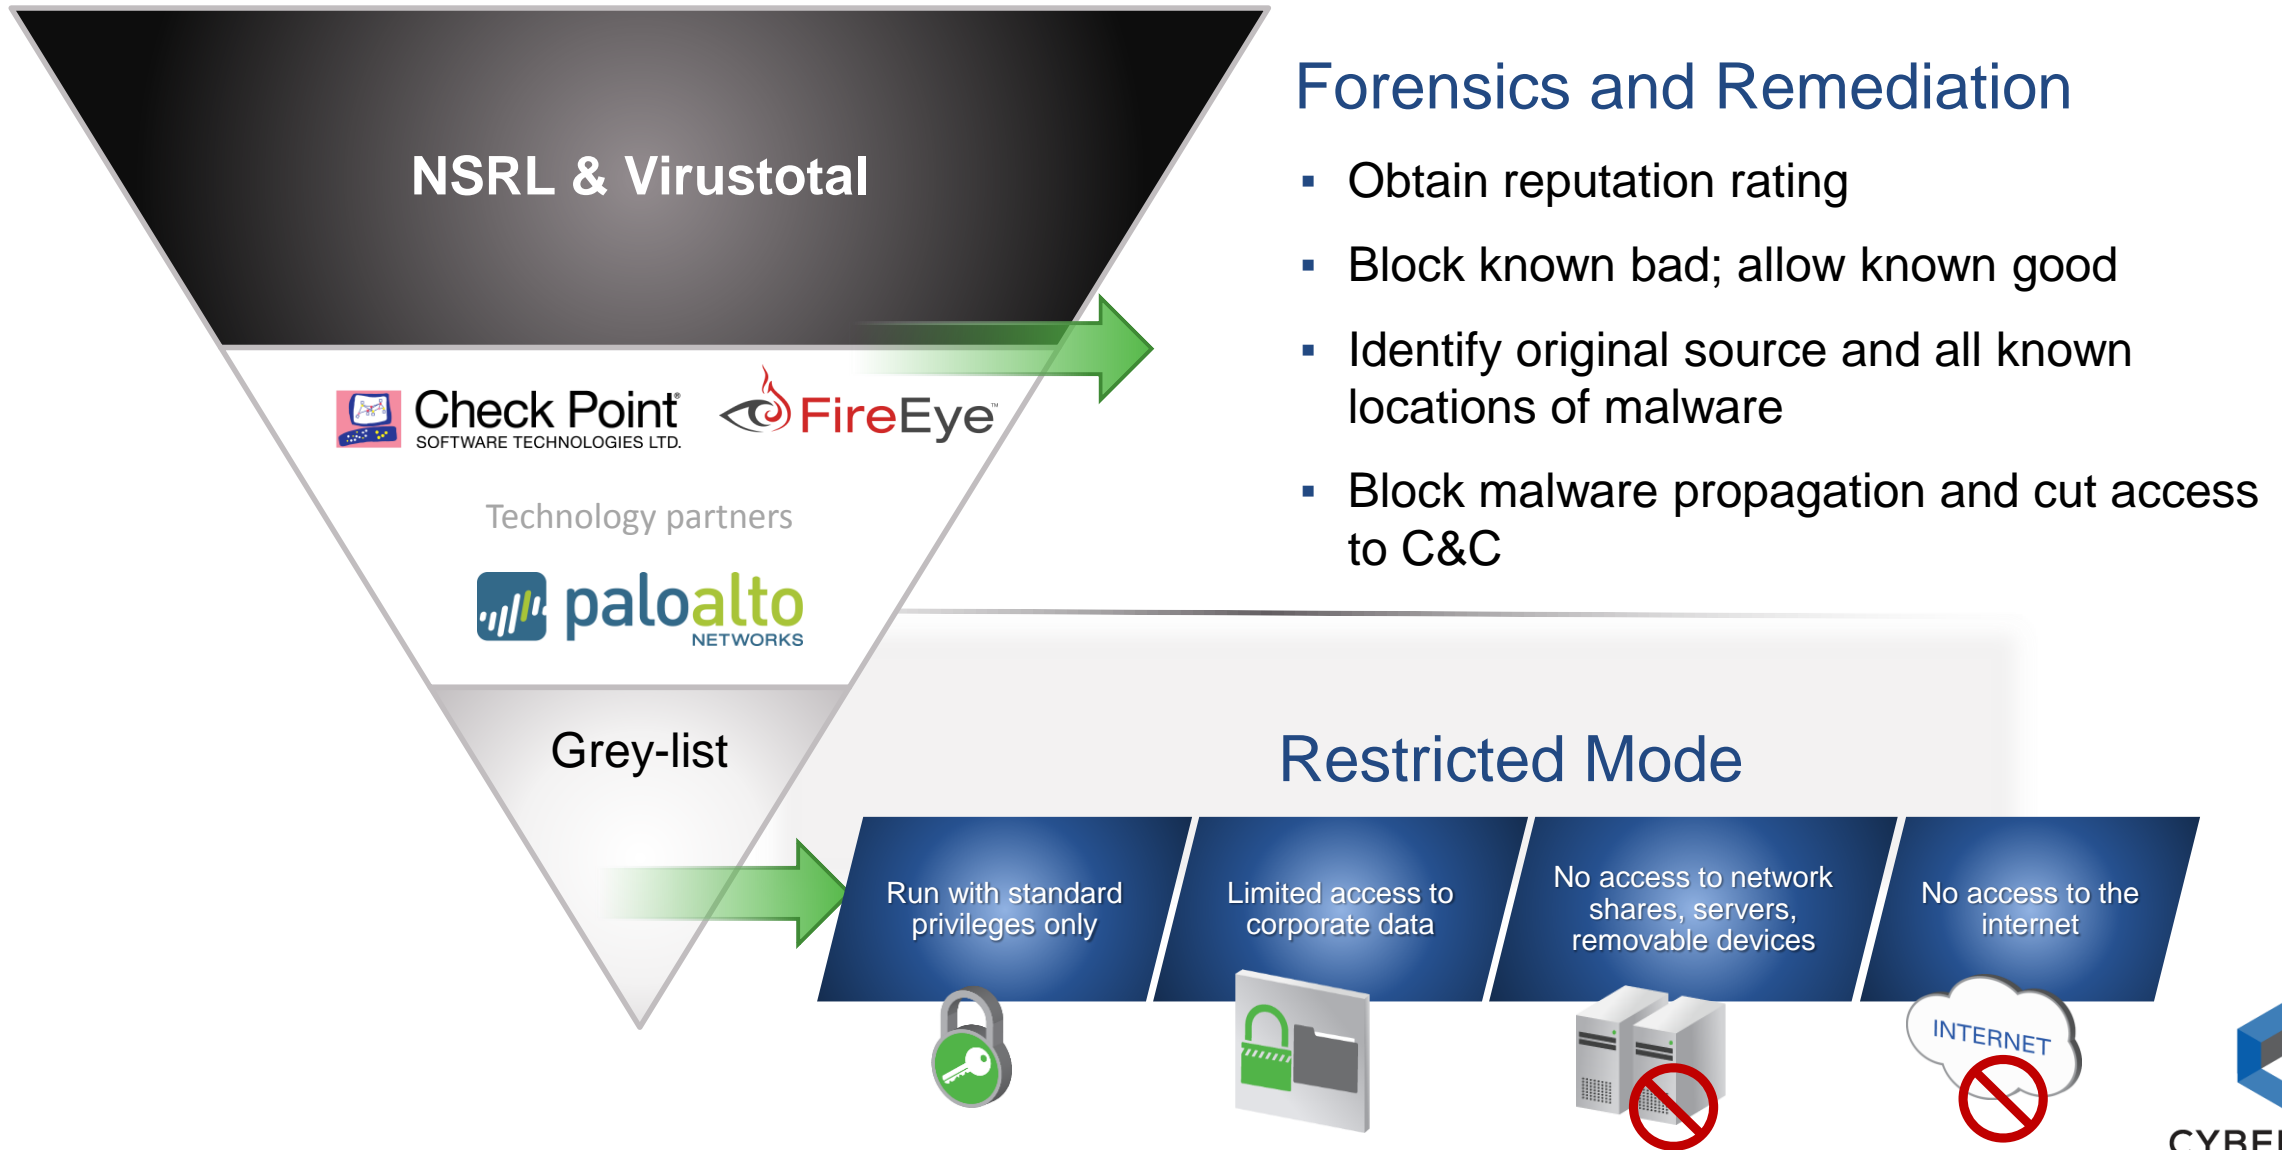 NSRL & Virustotal
Check Point®
SOFTWARE TECHNOLOGIES LTD.
FireEye™
Technology partners
paloalto
NETWORKS
Grey-list
Forensics and Remediation
▪ Obtain reputation rating
▪ Block known bad; allow known good
▪ Identify original source and all known
locations of malware
▪ Block malware propagation and cut access
to C&C
Restricted Mode
Run with standard
privileges only
Limited access to
corporate data
No access to network
shares, servers,
removable devices
No access to the
internet
INTERNET